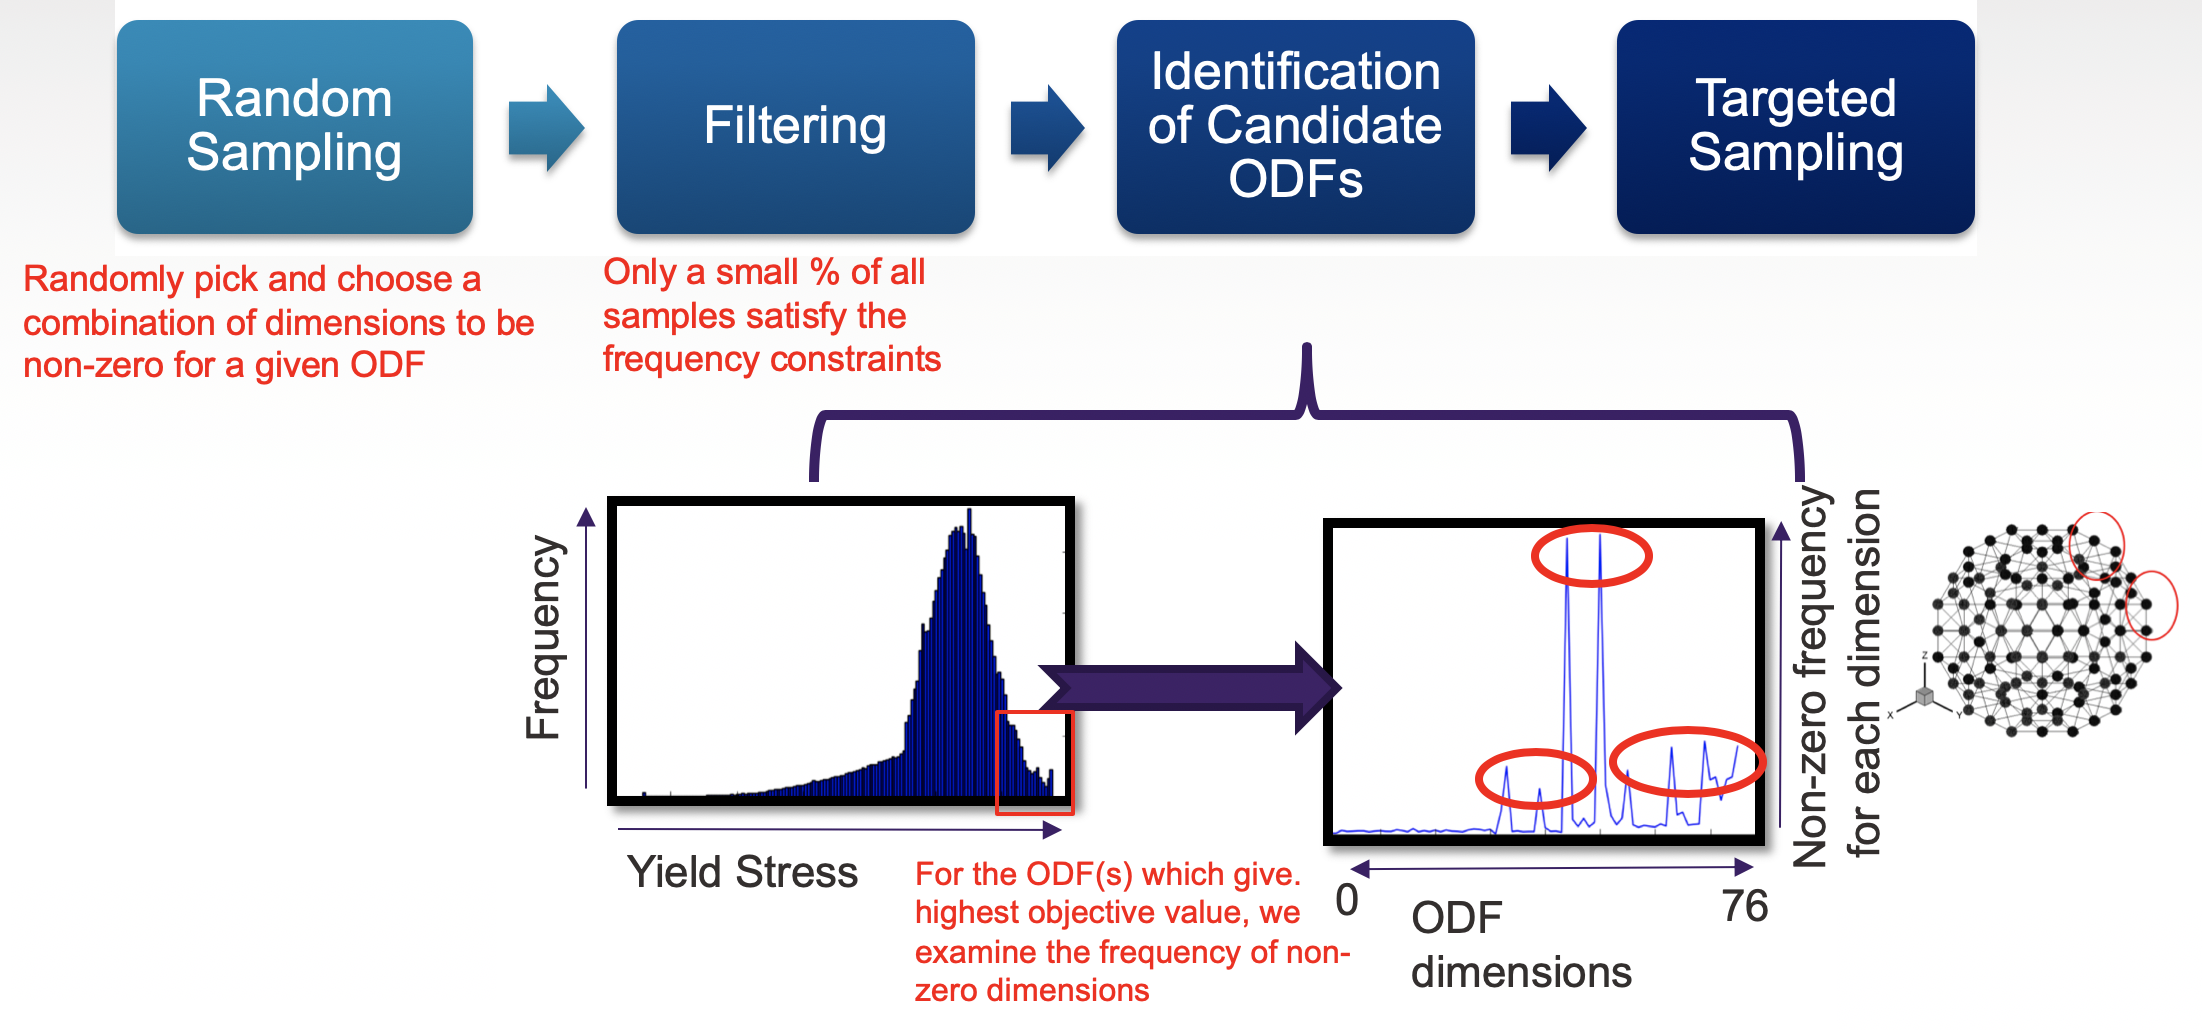 Random
Sampling
Filtering
Identification
of Candidate
ODFs
Targeted
Sampling
Randomly pick and choose a
combination of dimensions to be
non-zero for a given ODF
Only a small % of all
samples satisfy the
frequency constraints
Frequency
Yield Stress
For the ODF(s) which give.
highest objective value, we
examine the frequency of non-
zero dimensions
0
76
ODF
dimensions
Non-zero frequency
for each dimension
Z
X
Y